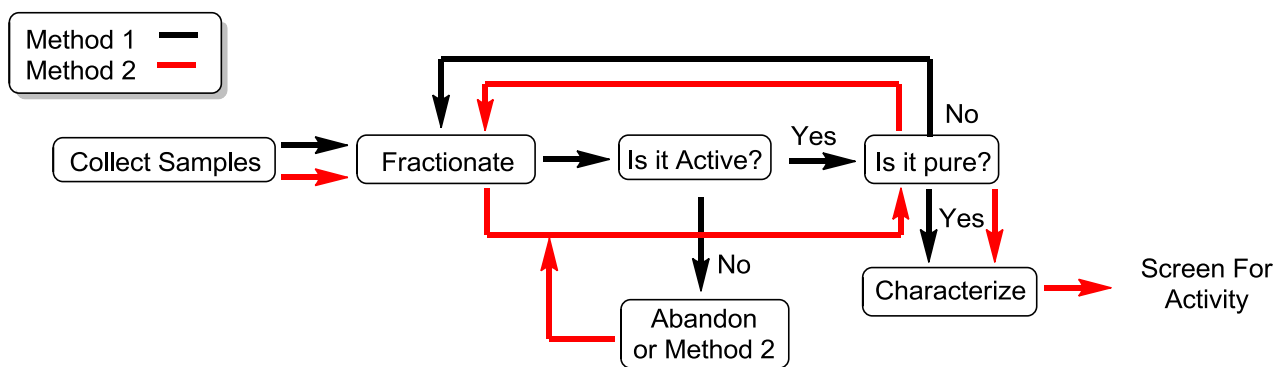 Method 1
Method 2
Collect Samples
Fractionate
Is it Active?
Yes
Is it pure?
No
Yes
No
Abandon
or Method 2
Characterize
Screen For
Activity